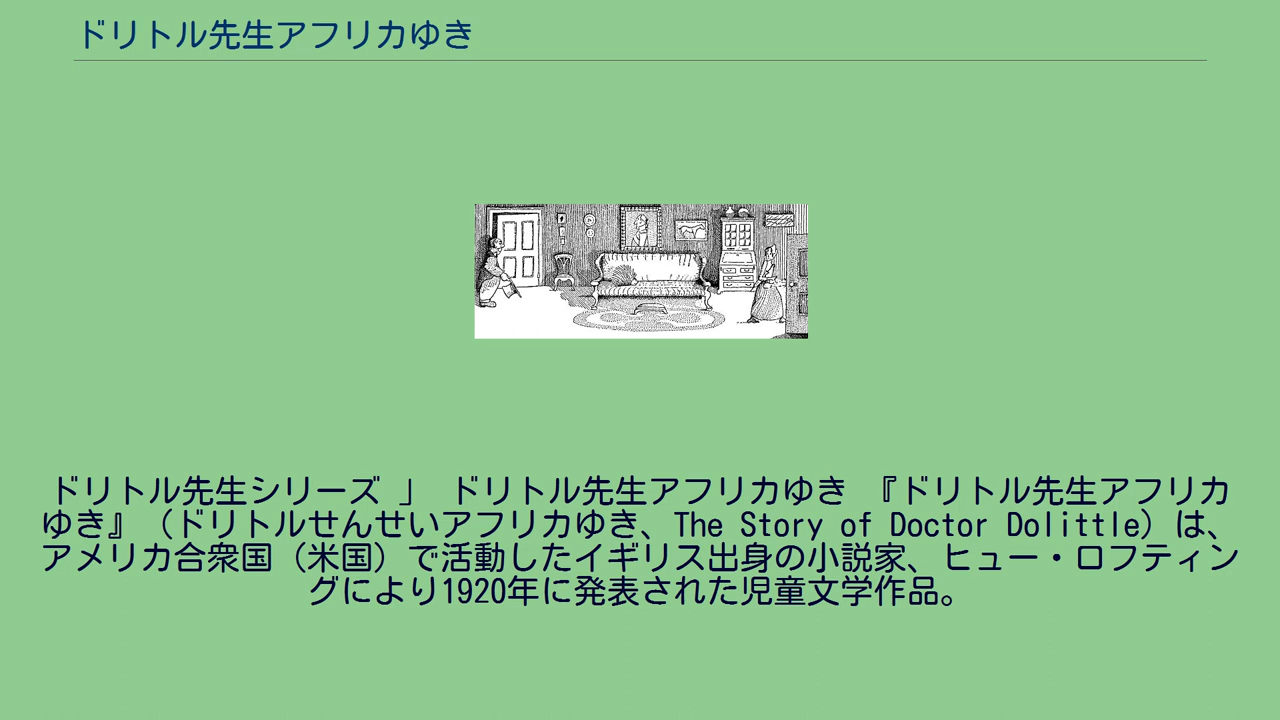 ドリトル先生アフリカゆき
ドリトル先生シリーズ 」 ドリトル先生アフリカゆき 『ドリトル先生アフリカ
ゆき』（ドリトルせんせいアフリカゆき、The Story of Doctor Dolittle）は、
アメリカ合衆国（米国）で活動したイギリス出身の小説家、ヒュー・ロフティン
グにより1920年に発表された児童文学作品。